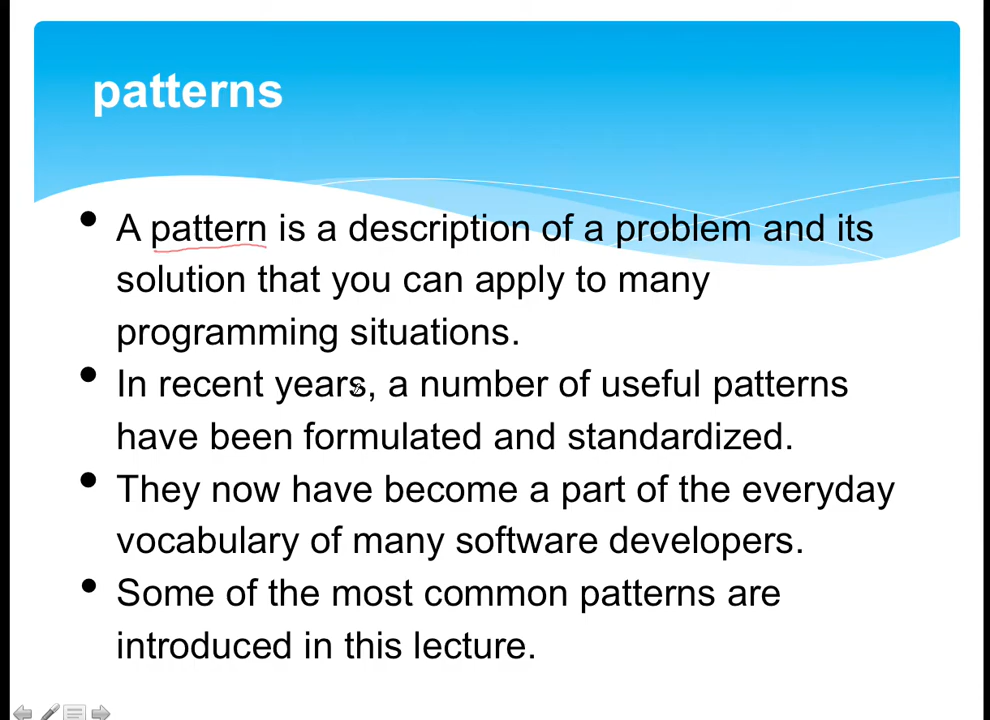 patterns
• A pattern is a description of a problem and its
solution that you can apply to many
programming situations.
• In recent years, a number of useful patterns
have been formulated and standardized.
• They now have become a part of the everyday
vocabulary of many software developers.
• Some of the most common patterns are
introduced in this lecture.